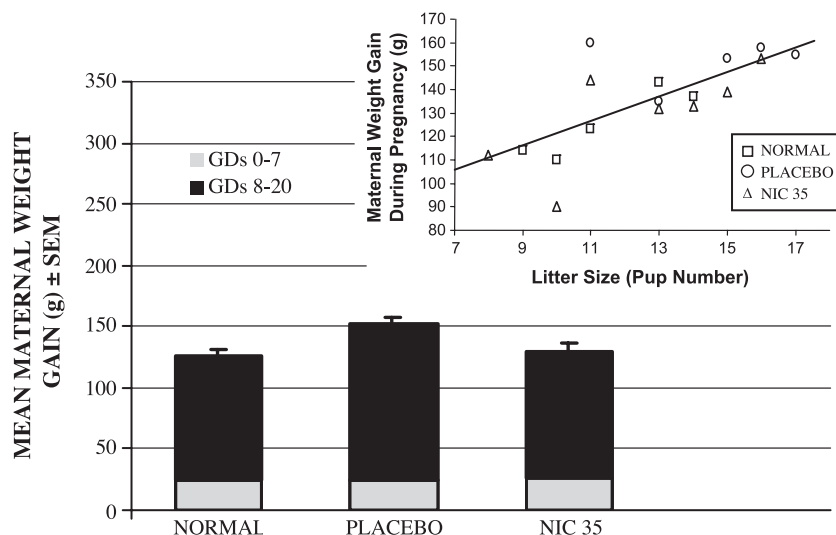 MEAN MATERNAL WEIGHT
GAIN (g) ± SEM
350
300
250
200
150
100
50
0
GDs 0-7
GDs 8-20
NORMAL
PLACEBO
NIC 35
Maternal Weight Gain
During Pregnancy (g)
170
160
150
140
130
120
110
100
90
80
7
9
11
13
15
17
Litter Size (Pup Number)
NORMAL
PLACEBO
NIC 35